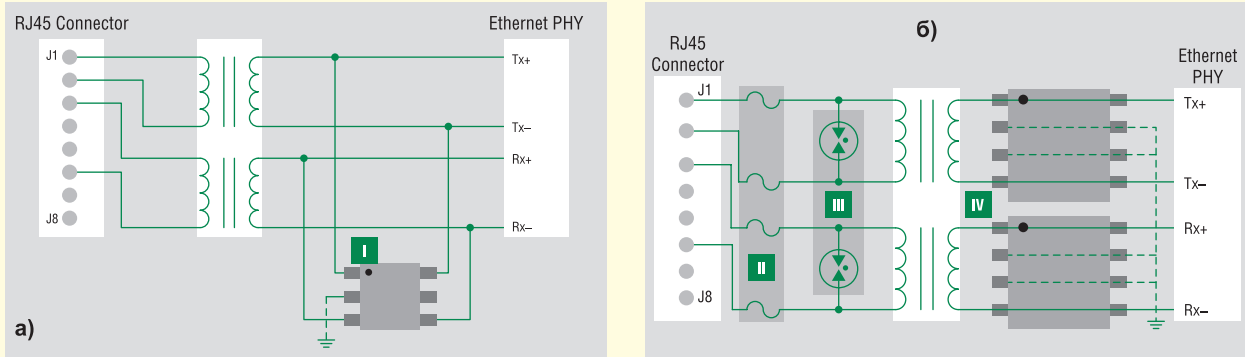 RJ45 Connector
Ethernet PHY
J1
J8
Tx+
Tx–
Rx+
Rx–
I
а)
б)
RJ45
Connector
Ethernet
PHY
J1
J8
II
III
IV
Tx+
Tx–
Rx+
Rx–